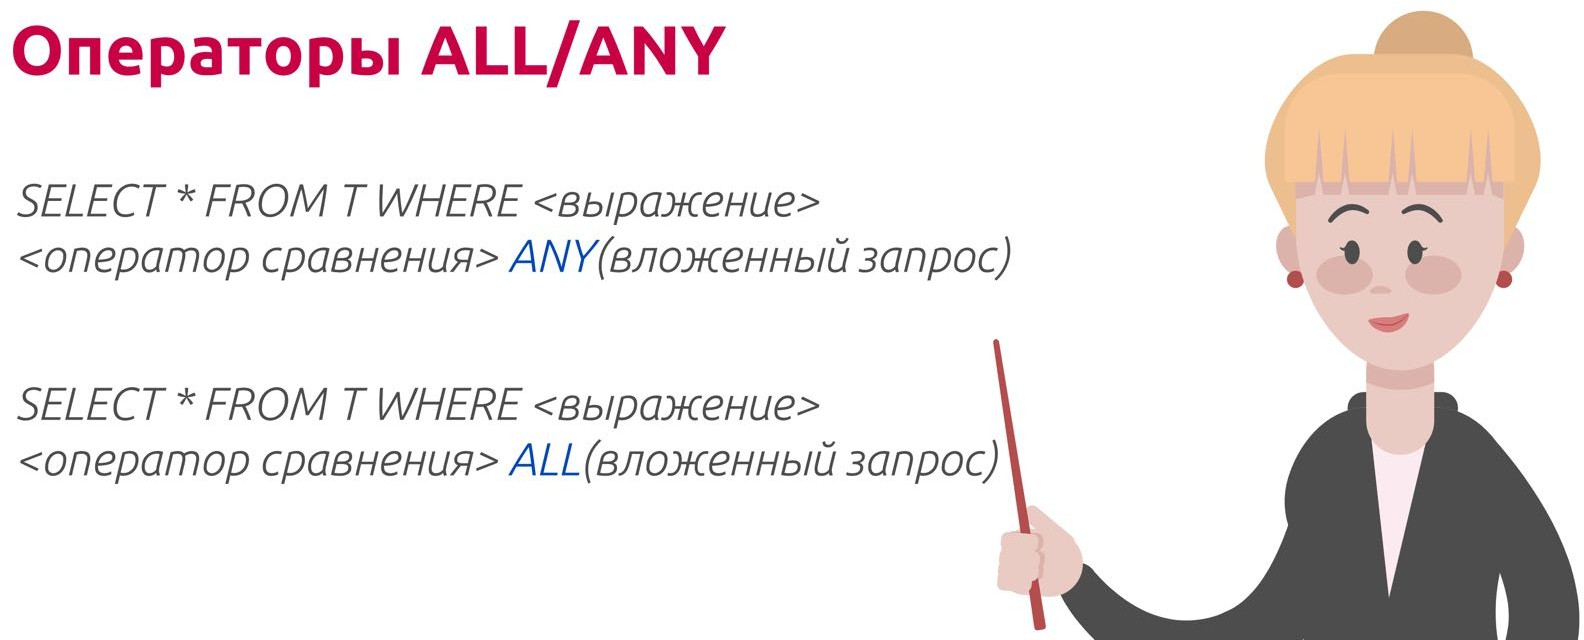 Операторы ALL/ANY
SELECT * FROM T WHERE <выражение>
<оператор сравнения> ANY(вложенный запрос)
SELECT * FROM T WHERE <выражение>
<оператор сравнения> ALL(вложенный запрос)